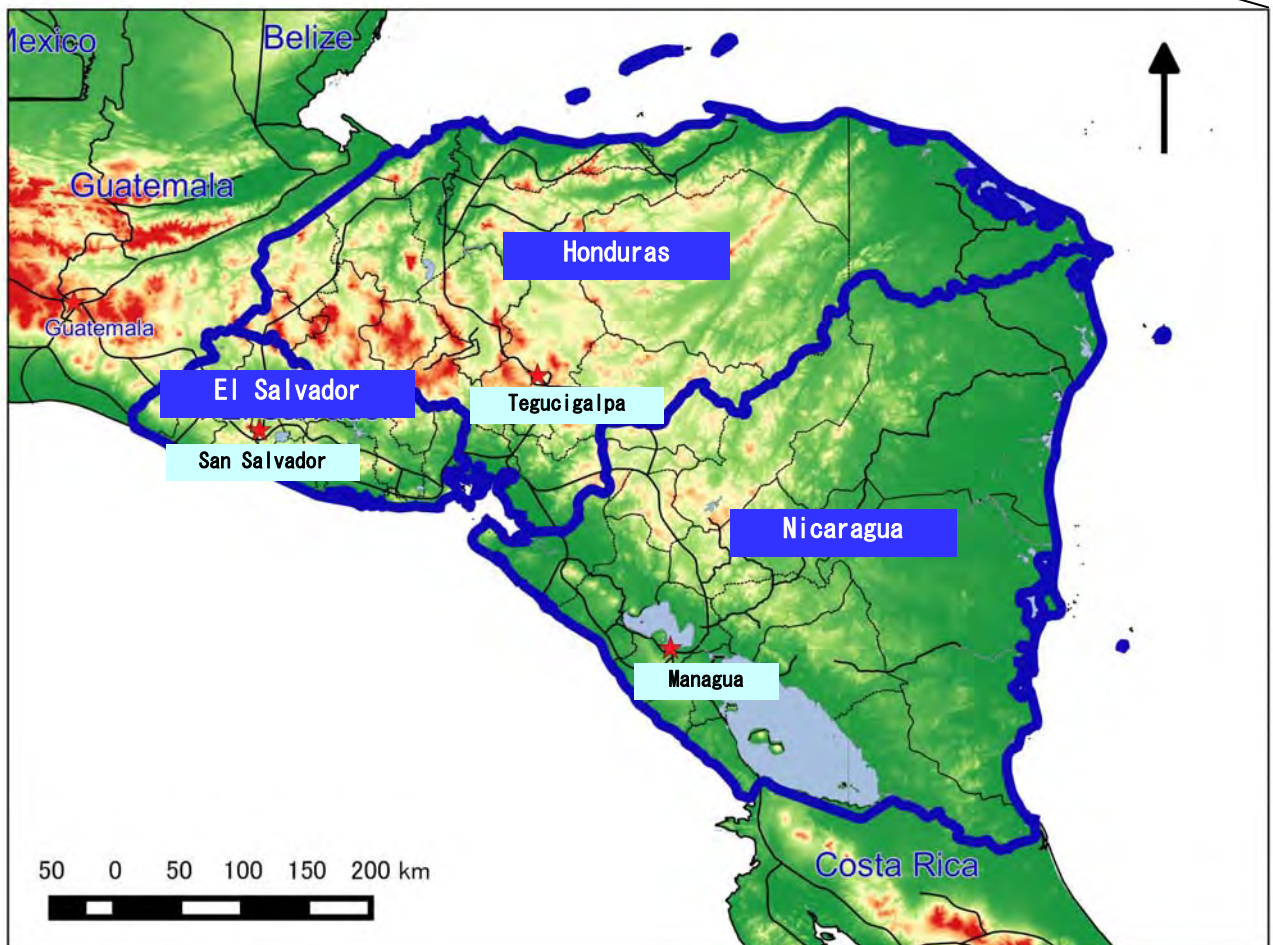 Mexico
Belize
Guatemala
Honduras
Guatemala
El Salvador
Tegucigalpa
San Salvador
Nicaragua
Managua
Costa Rica
50 0 50 100 150 200 km